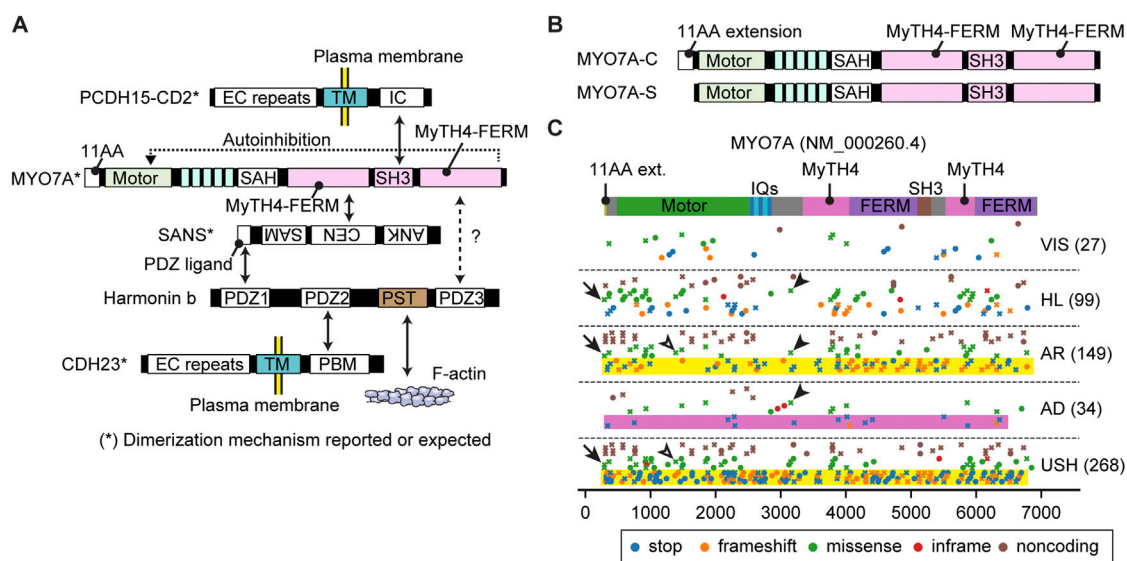 A
Plasma membrane
PCDH15-CD2*
EC repeats
TM
IC
Autoinhibition
MyTH4-FERM
11AA
MYO7A*
Motor
SAH
SH3
MyTH4-FERM
SANS*
SAM
CEN
ANK
?
PDZ ligand
Harmonin b
PDZ1
PDZ2
PST
PDZ3
CDH23*
EC repeats
TM
PBM
F-actin
Plasma membrane
(*) Dimerization mechanism reported or expected
B
11AA extension
MyTH4-FERM
MyTH4-FERM
MYO7A-C
Motor
SAH
SH3
MYO7A-S
Motor
SAH
C
MYO7A (NM_000260.4)
11AA ext.
IQs
MyTH4
SH3
MyTH4
Motor
FERM
FERM
VIS (27)
HL (99)
AR (149)
AD (34)
USH (268)
0 1000 2000 3000 4000 5000 6000 7000
stop frameshift missense inframe noncoding